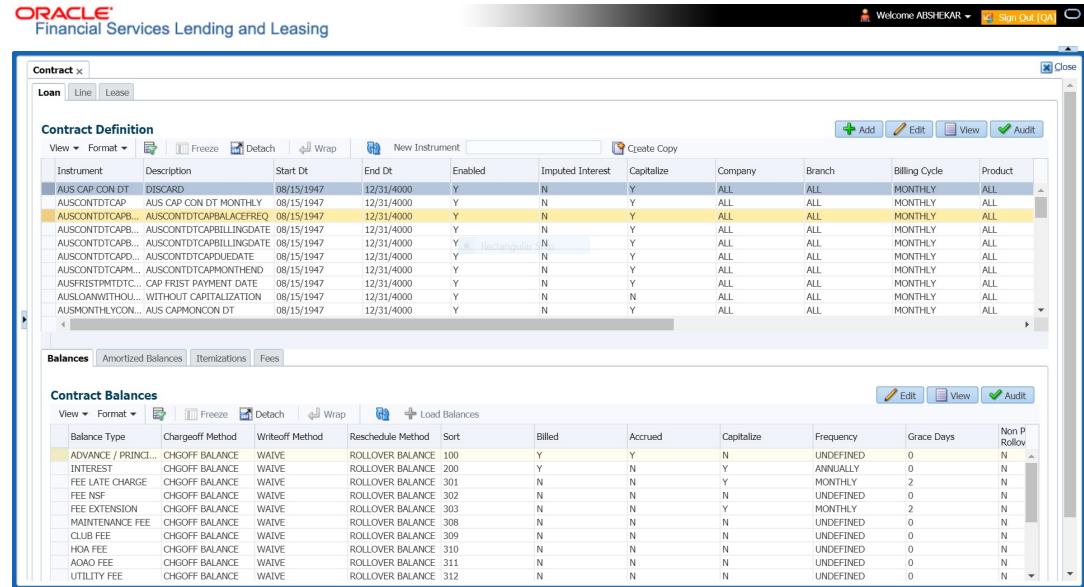 ORACLE®
Financial Services Lending and Leasing
Welcome ABSHEKAR Sign Out [QA]
Close
Contract ×
Loan Line Lease
Contract Definition
Add Edit View Audit
View Format Freeze Detach Wrap New Instrument Create Copy
Instrument Description Start Dt End Dt Enabled Imputed Interest Capitalize Company Branch Billing Cycle Product
AUS CAP CON DT DISCARD 08/15/1947 12/31/4000 Y N Y ALL ALL MONTHLY ALL
AUSCONTDTCAP AUS CAP CON DT MONTHLY 08/15/1947 12/31/4000 Y N Y ALL ALL MONTHLY ALL
AUSCONTDTCAPB... AUSCONTDTCAPBALACEFREQ 08/15/1947 12/31/4000 Y N Y ALL ALL MONTHLY ALL
AUSCONTDTCAPB... AUSCONTDTCAPBILLINGDATE 08/15/1947 12/31/4000 Y N Y ALL ALL MONTHLY ALL
AUSCONTDTCAPB... AUSCONTDTCAPBILLINGDATE 08/15/1947 12/31/4000 Y N Y ALL ALL MONTHLY ALL
Rectangular Snip
AUSCONTDTCAPD... AUSCONTDTCAPDUEDATE 08/15/1947 12/31/4000 Y N Y ALL ALL MONTHLY ALL
AUSCONTDTCAPM... AUSCONTDTCAPMONTHEND 08/15/1947 12/31/4000 Y N Y ALL ALL MONTHLY ALL
AUSFRISTPMTDTC... CAP FRIST PAYMENT DATE 08/15/1947 12/31/4000 Y N Y ALL ALL MONTHLY ALL
AUSLOANWITHOU... WITHOUT CAPITALIZATION 08/15/1947 12/31/4000 Y N N ALL ALL MONTHLY ALL
AUSMONTHLYCON... AUS CAPMONCON DT 08/15/1947 12/31/4000 Y N Y ALL ALL MONTHLY ALL
Balances Amortized Balances Itemizations Fees
Contract Balances
Edit View Audit
View Format Freeze Detach Wrap Load Balances
Balance Type Chargeoff Method Writeoff Method Reschedule Method Sort Billed Accrued Capitalize Frequency Grace Days Non P
Rollov
ADVANCE / PRINCI... CHGOFF BALANCE WAIVE ROLLOVER BALANCE 100 Y Y N UNDEFINED 0 N
INTEREST CHGOFF BALANCE WAIVE ROLLOVER BALANCE 200 Y N Y ANNUALLY 0 N
FEE LATE CHARGE CHGOFF BALANCE WAIVE ROLLOVER BALANCE 301 N N Y MONTHLY 2 N
FEE NSF CHGOFF BALANCE WAIVE ROLLOVER BALANCE 302 N N N UNDEFINED 0 N
FEE EXTENSION CHGOFF BALANCE WAIVE ROLLOVER BALANCE 303 N N Y MONTHLY 2 N
MAINTENANCE FEE CHGOFF BALANCE WAIVE ROLLOVER BALANCE 308 N N N UNDEFINED 0 N
CLUB FEE CHGOFF BALANCE WAIVE ROLLOVER BALANCE 309 N N N UNDEFINED 0 N
HOA FEE CHGOFF BALANCE WAIVE ROLLOVER BALANCE 310 N N N UNDEFINED 0 N
AOAO FEE CHGOFF BALANCE WAIVE ROLLOVER BALANCE 311 N N N UNDEFINED 0 N
UTILITY FEE CHGOFF BALANCE WAIVE ROLLOVER BALANCE 312 N N N UNDEFINED 0 N